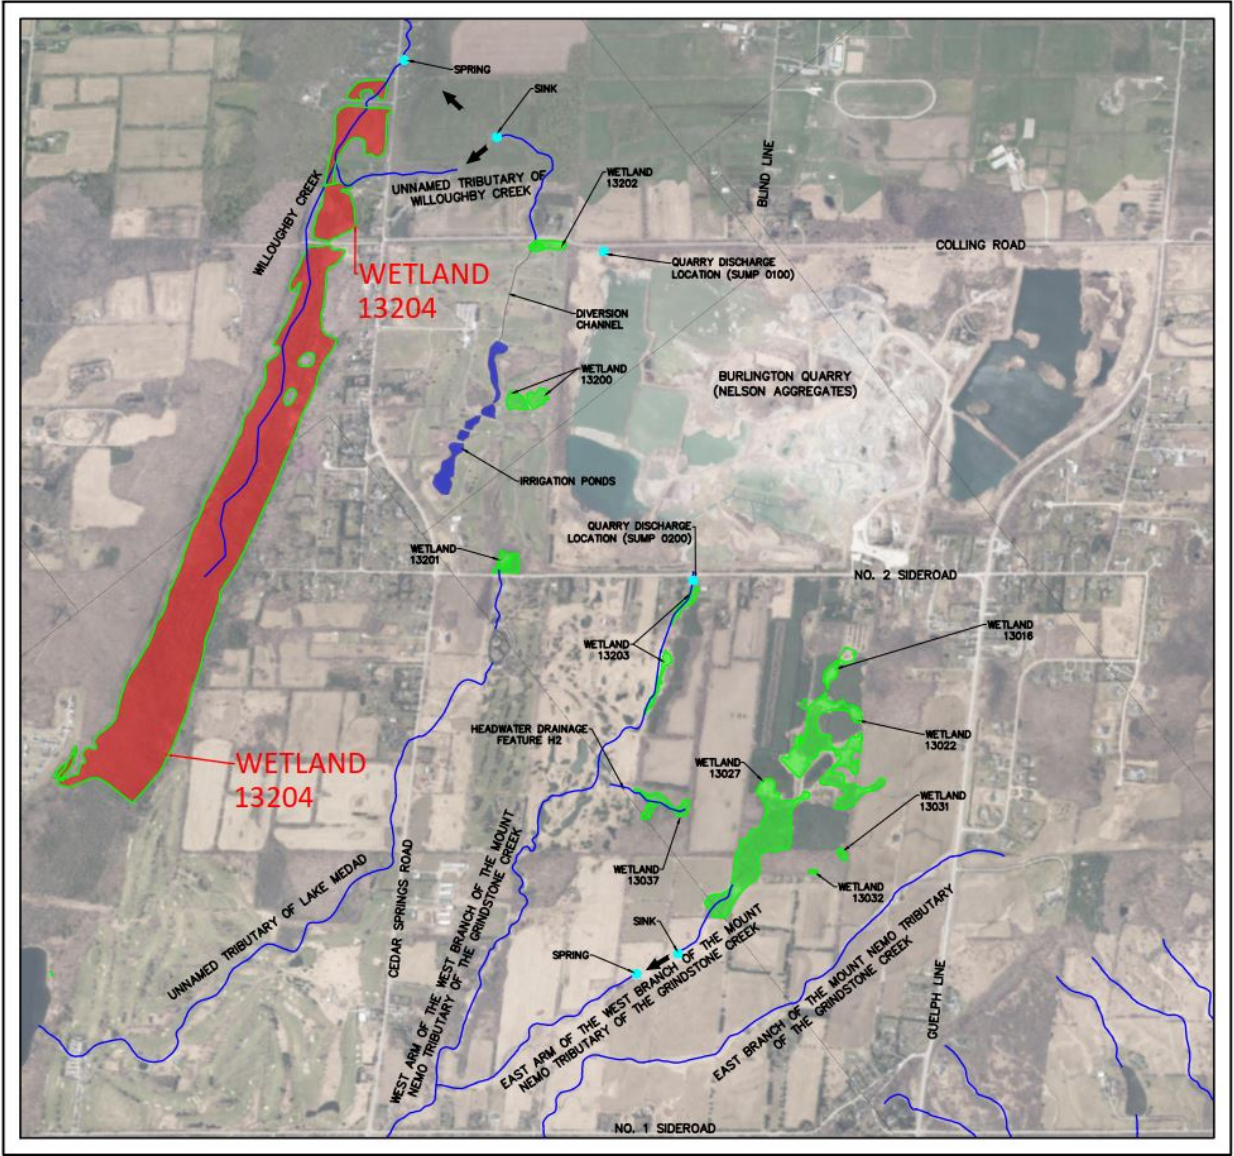 SPRING
SINK
UNNAMED TRIBUTARY OF
WILLOUGHBY CREEK
WETLAND
13202
BLIND LINE
WILLOUGHBY CREEK
COLLING ROAD
QUARRY DISCHARGE
LOCATION (SUMP 0100)
WETLAND
13204
DIVERSION
CHANNEL
WETLAND
13200
BURLINGTON QUARRY
(NELSON AGGREGATES)
IRRIGATION PONDS
QUARRY DISCHARGE
LOCATION (SUMP 0200)
WETLAND
13201
NO. 2 SIDEROAD
WETLAND
13016
WETLAND
13203
HEADWATER DRAINAGE
FEATURE H2
WETLAND
13022
WETLAND
13027
WETLAND
13204
WETLAND
13031
WETLAND
13037
WETLAND
13032
UNNAMED TRIBUTARY OF LAKE MEDAD
CEDAR SPRINGS ROAD
WEST ARM OF THE WEST BRANCH OF THE MOUNT
NEMO TRIBUTARY OF THE GRINDSTONE CREEK
SINK
SPRING
EAST ARM OF THE WEST BRANCH OF THE MOUNT
NEMO TRIBUTARY OF THE GRINDSTONE CREEK
EAST BRANCH OF THE MOUNT NEMO TRIBUTARY
OF THE GRINDSTONE CREEK
GUELPH LINE
NO. 1 SIDEROAD